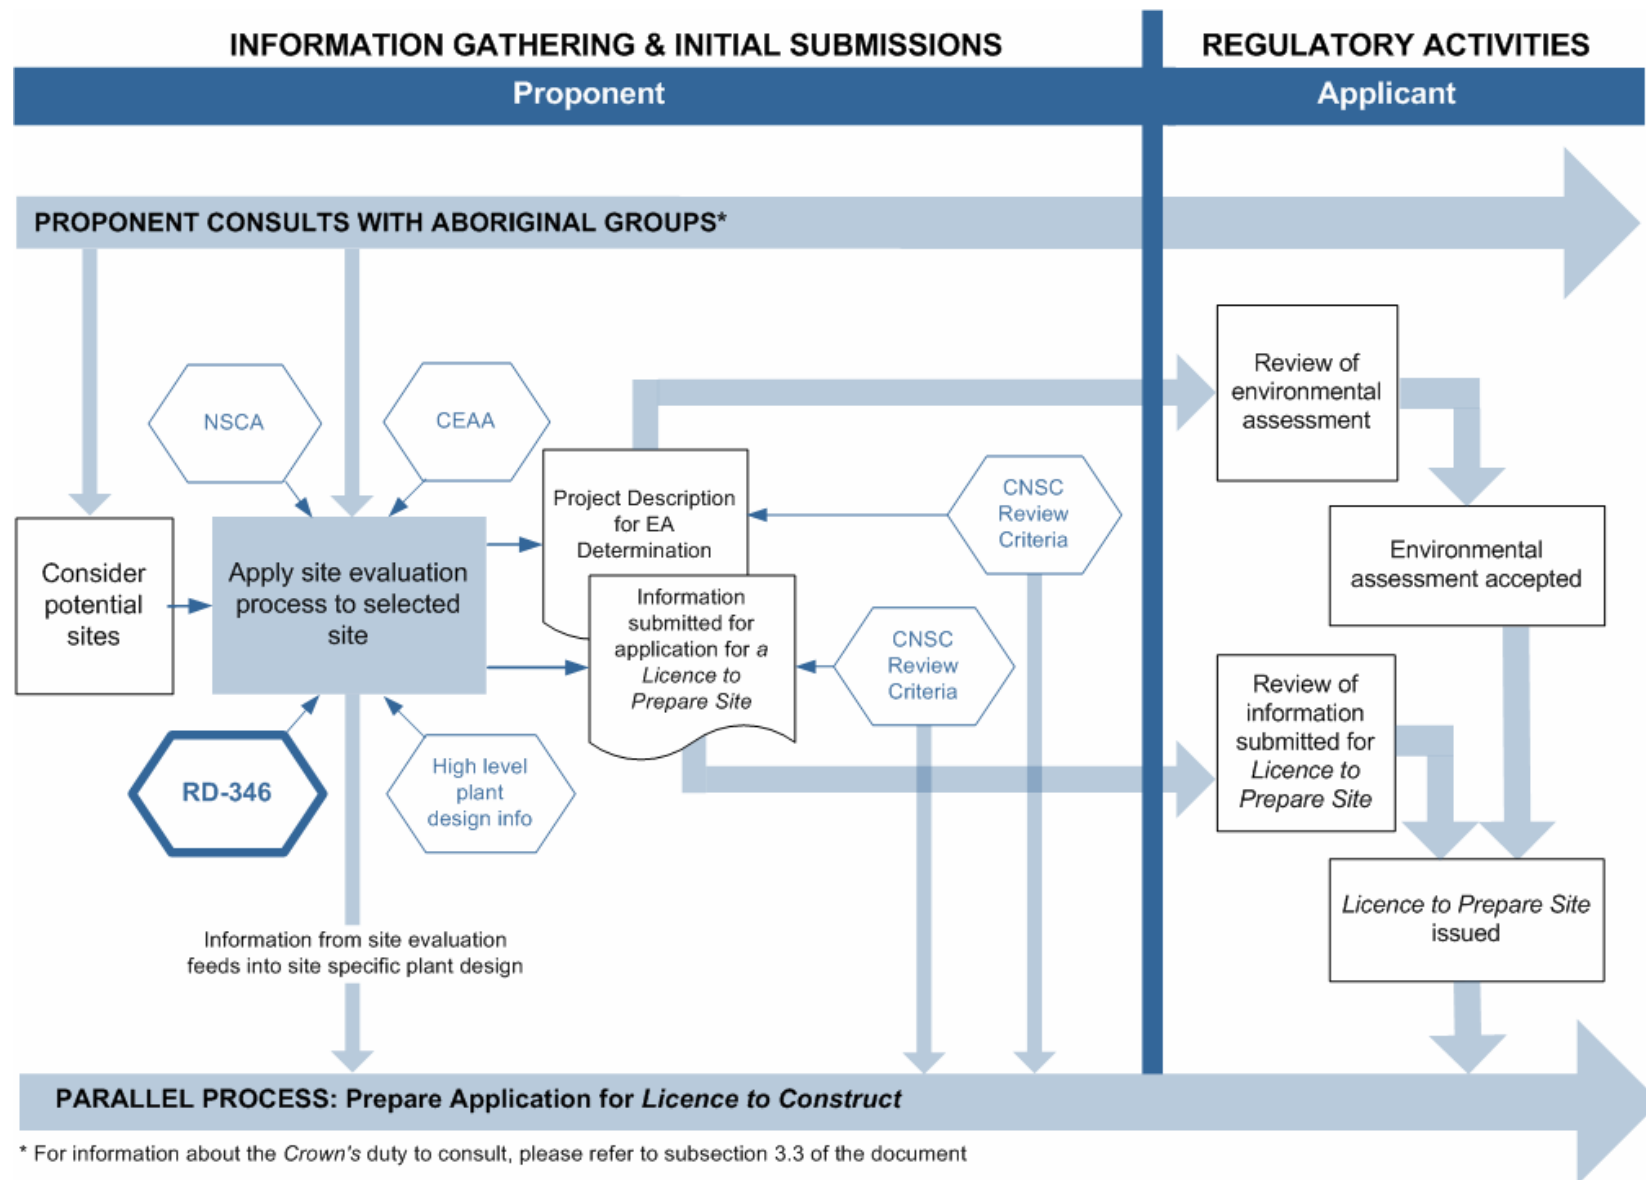 INFORMATION GATHERING & INITIAL SUBMISSIONS
REGULATORY ACTIVITIES
Proponent
Applicant
PROPONENT CONSULTS WITH ABORIGINAL GROUPS*
NSCA
CEAA
Consider
potential
sites
Apply site evaluation
process to selected
site
RD-346
High level
plant
design info
Project Description
for EA
Determination
Information
submitted for
application for a
Licence to
Prepare Site
CNSC
Review
Criteria
CNSC
Review
Criteria
Information from site evaluation
feeds into site specific plant design
Review of
environmental
assessment
Environmental
assessment accepted
Review of
information
submitted for
Licence to
Prepare Site
Licence to Prepare Site
issued
PARALLEL PROCESS: Prepare Application for Licence to Construct
* For information about the Crown's duty to consult, please refer to subsection 3.3 of the document